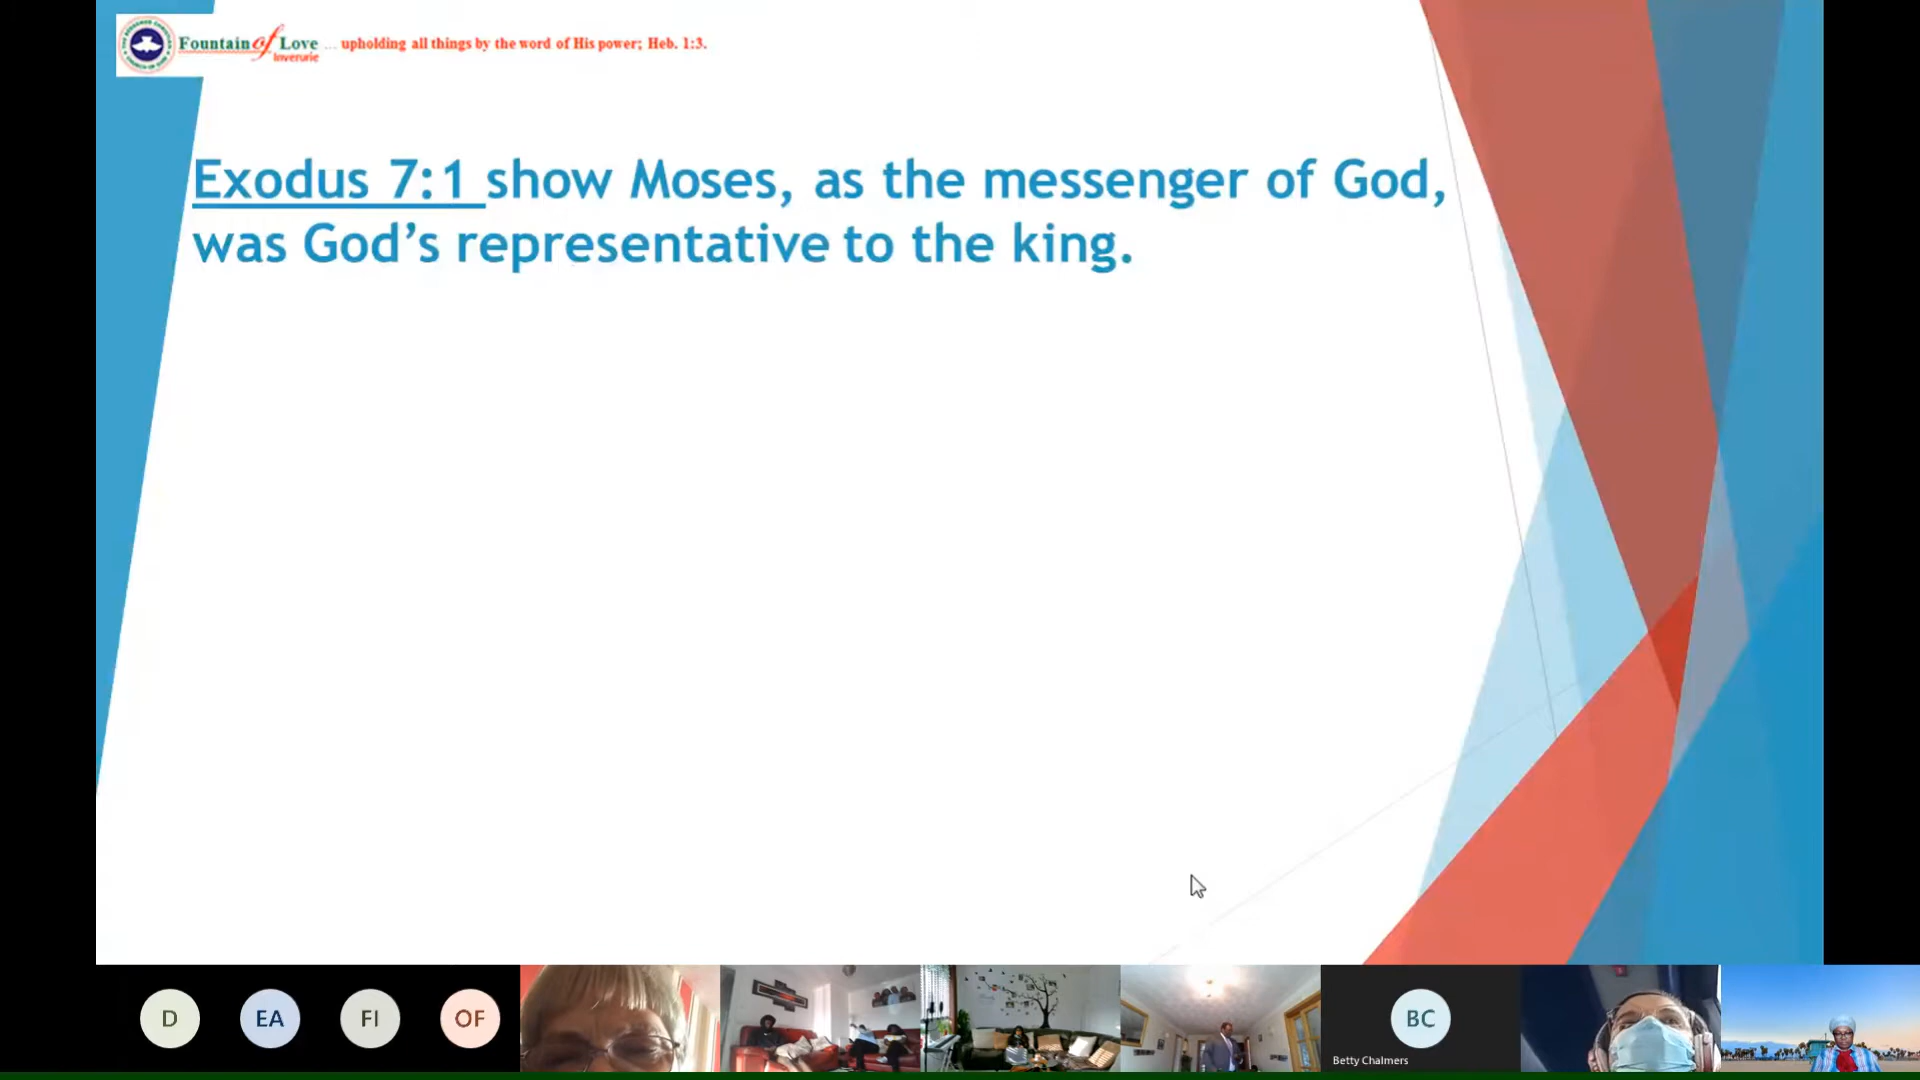 Fountain of Love ... upholding all things by the word of His power; Heb. 1:3.
Inverurie
Exodus 7:1 show Moses, as the messenger of God,
was God’s representative to the king.
D EA FI OF BC
Betty Chalmers